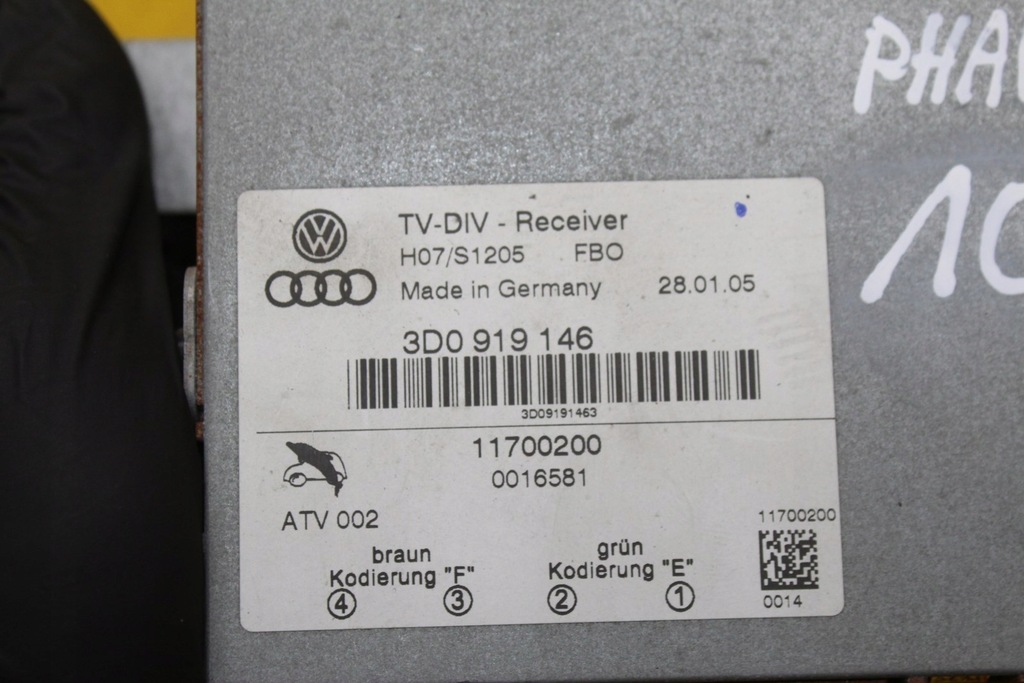 TV-DIV - Receiver
H07/S1205 FBO
Made in Germany 28.01.05
3D0 919 146
3D09191463
11700200
0016581
ATV 002
11700200
braun
Kodierung "F"
grün
Kodierung "E"
4 3 2 1
0014
10